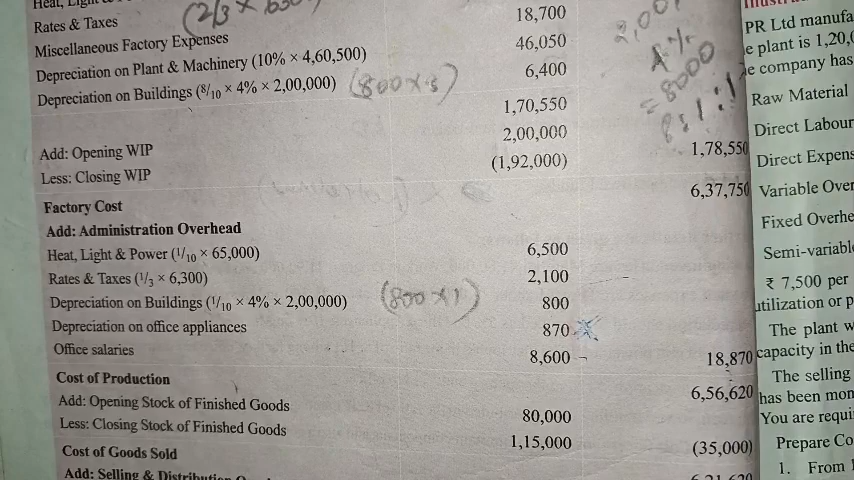 Heat, Light &
Rates & Taxes 18,700
Miscellaneous Factory Expenses 46,050
Depreciation on Plant & Machinery (10% × 4,60,500) 6,400
Depreciation on Buildings (8/10 × 4% × 2,00,000)
1,70,550
Add: Opening WIP 2,00,000
Less: Closing WIP (1,92,000) 1,78,550
Factory Cost 6,37,750
Add: Administration Overhead
Heat, Light & Power (1/10 × 65,000) 6,500
Rates & Taxes (1/3 × 6,300) 2,100
Depreciation on Buildings (1/10 × 4% × 2,00,000) (800×1) 800
Depreciation on office appliances 870
Office salaries 8,600 18,870
Cost of Production 6,56,620
Add: Opening Stock of Finished Goods 80,000
Less: Closing Stock of Finished Goods 1,15,000 (35,000)
Cost of Goods Sold
Add: Selling & Distribution
PR Ltd manufa
e plant is 1,20,
e company has
Raw Material
Direct Labour
Direct Expens
Variable Over
Fixed Overhe
Semi-variable
₹ 7,500 per
utilization or p
The plant w
capacity in the
The selling
has been mon
You are requi
Prepare Co
1. From